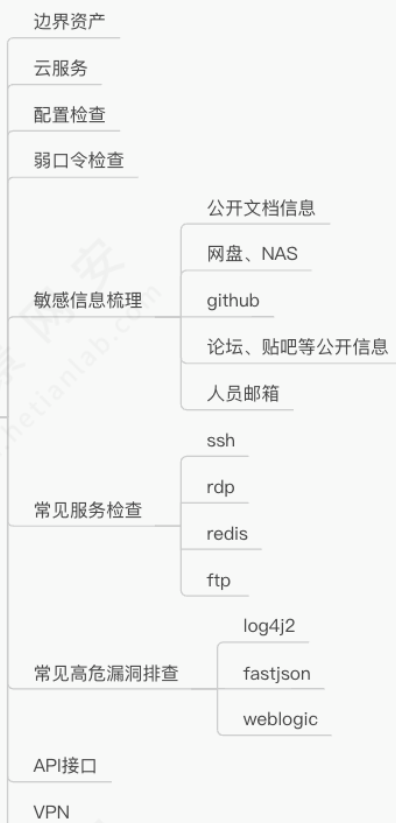 边界资产
云服务
配置检查
弱口令检查
敏感信息梳理
公开文档信息
网盘、NAS
github
论坛、贴吧等公开信息
人员邮箱
常见服务检查
ssh
rdp
redis
ftp
常见高危漏洞排查
log4j2
fastjson
weblogic
API接口
VPN